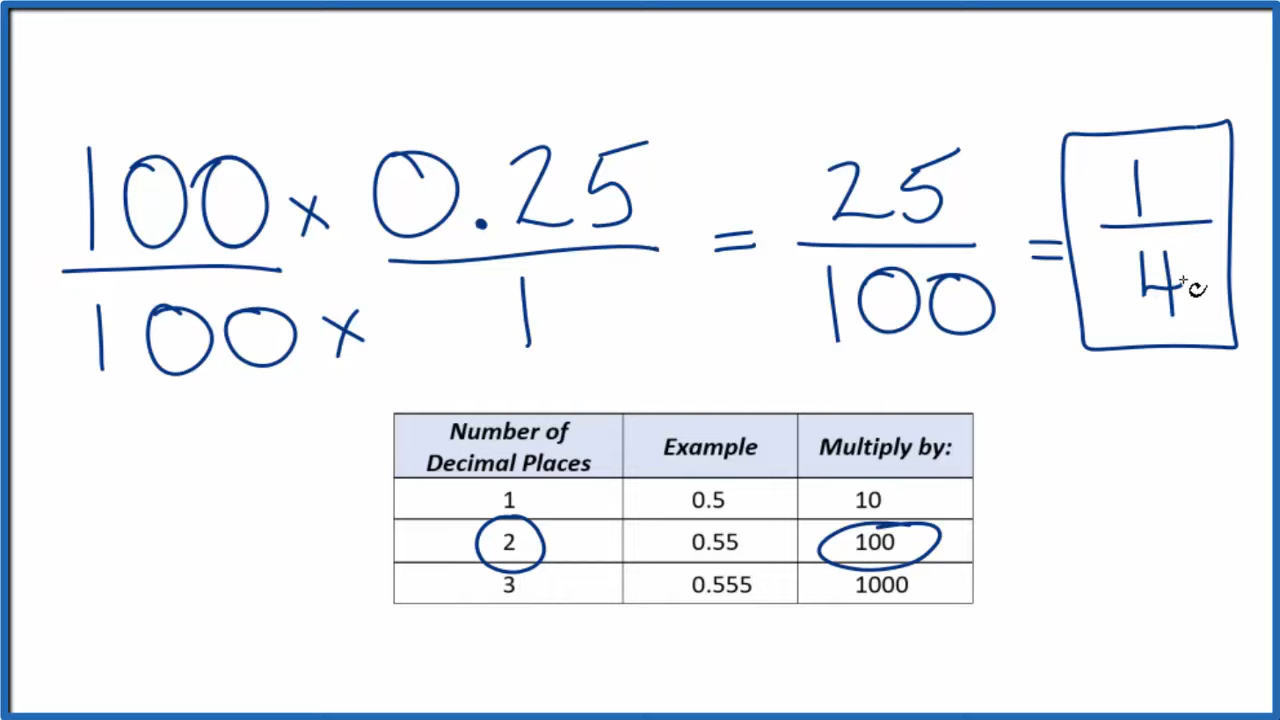 100 x 0.25 = 25 = 1
100 x 1 100 4
Number of Decimal Places Example Multiply by:
1 0.5 10
2 0.55 100
3 0.555 1000